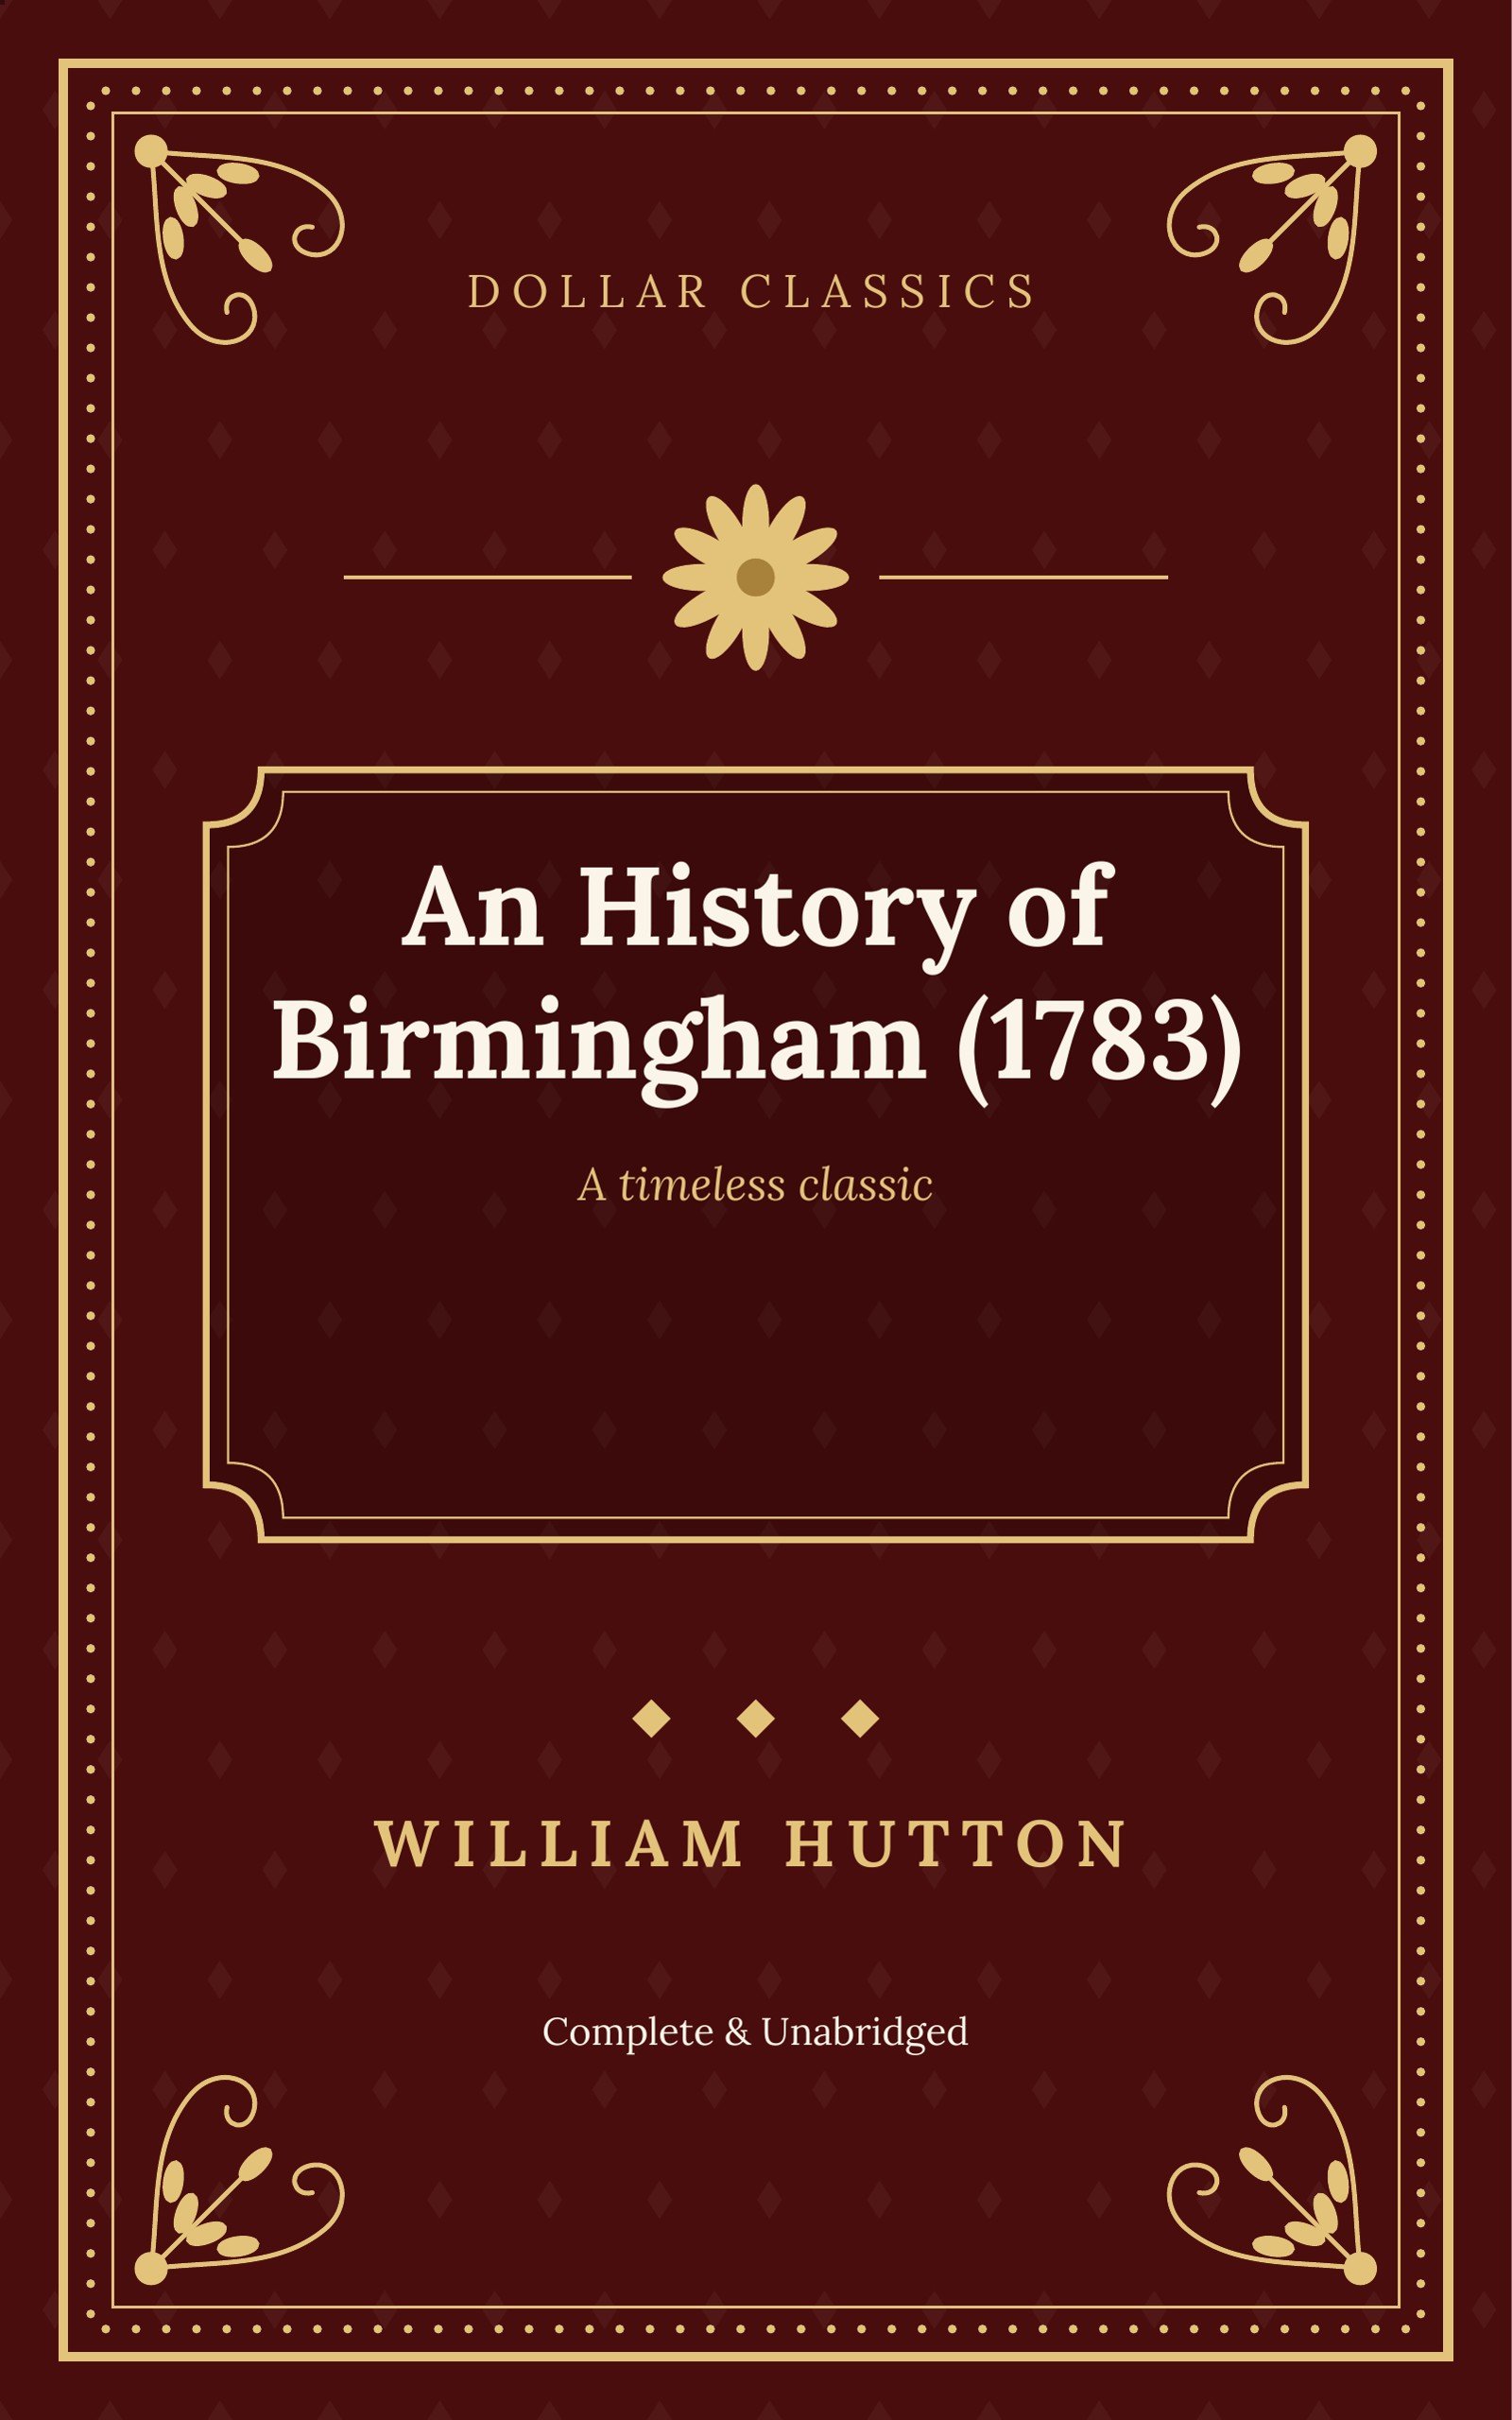 DOLLAR CLASSICS
An History of
Birmingham (1783)
A timeless classic
WILLIAM HUTTON
Complete & Unabridged